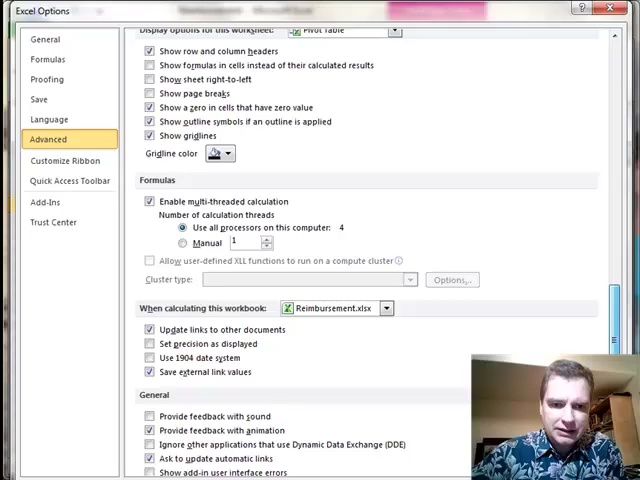 Excel Options
General
Formulas
Proofing
Save
Language
Advanced
Customize Ribbon
Quick Access Toolbar
Add-Ins
Trust Center
Display options for this worksheet: Pivot Table
Show row and column headers
Show formulas in cells instead of their calculated results
Show sheet right-to-left
Show page breaks
Show a zero in cells that have zero value
Show outline symbols if an outline is applied
Show gridlines
Gridline color
Formulas
Enable multi-threaded calculation
Number of calculation threads
Use all processors on this computer: 4
Manual 1
Allow user-defined XLL functions to run on a compute cluster
Cluster type: Options...
When calculating this workbook: Reimbursement.xlsx
Update links to other documents
Set precision as displayed
Use 1904 date system
Save external link values
General
Provide feedback with sound
Provide feedback with animation
Ignore other applications that use Dynamic Data Exchange (DDE)
Ask to update automatic links
Show add-in user interface errors